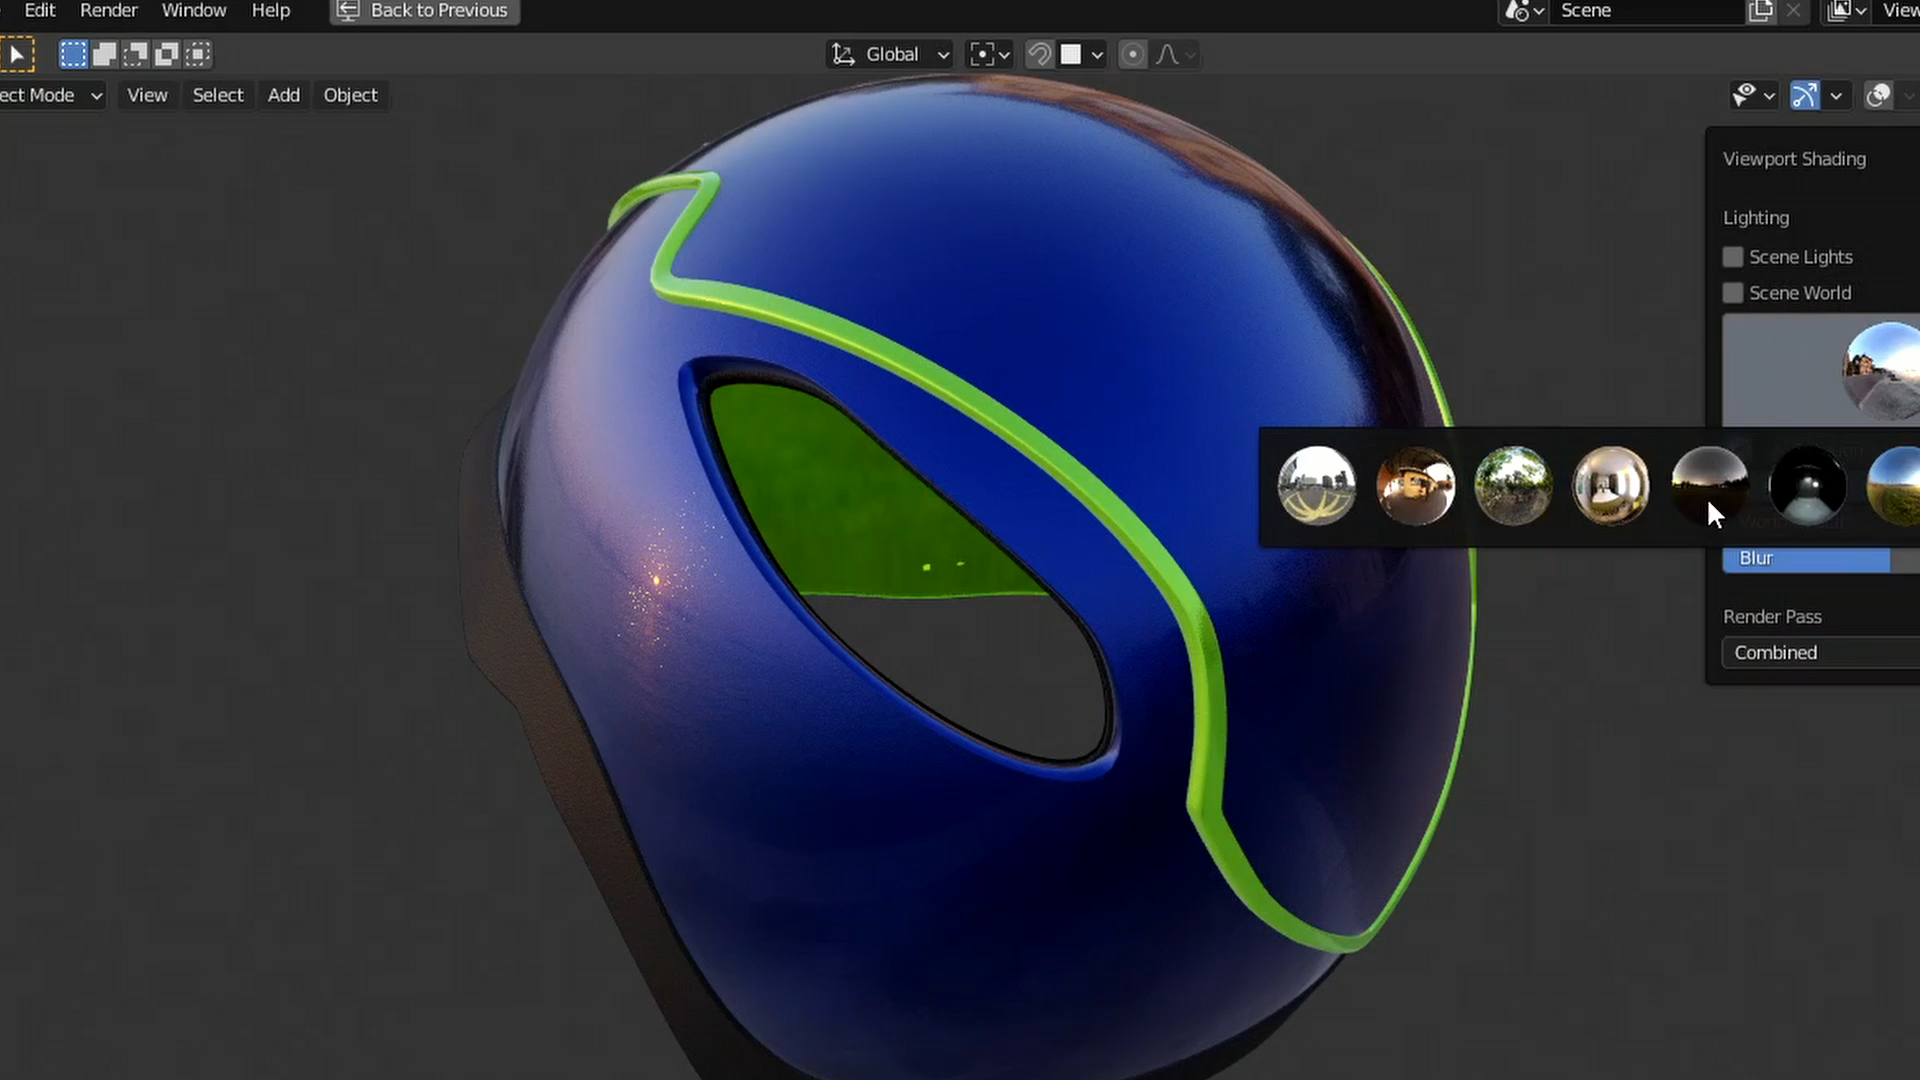 Edit Render Window Help Back to Previous Scene View
Global
ect Mode View Select Add Object
Viewport Shading
Lighting
Scene Lights
Scene World
Blur
Render Pass
Combined